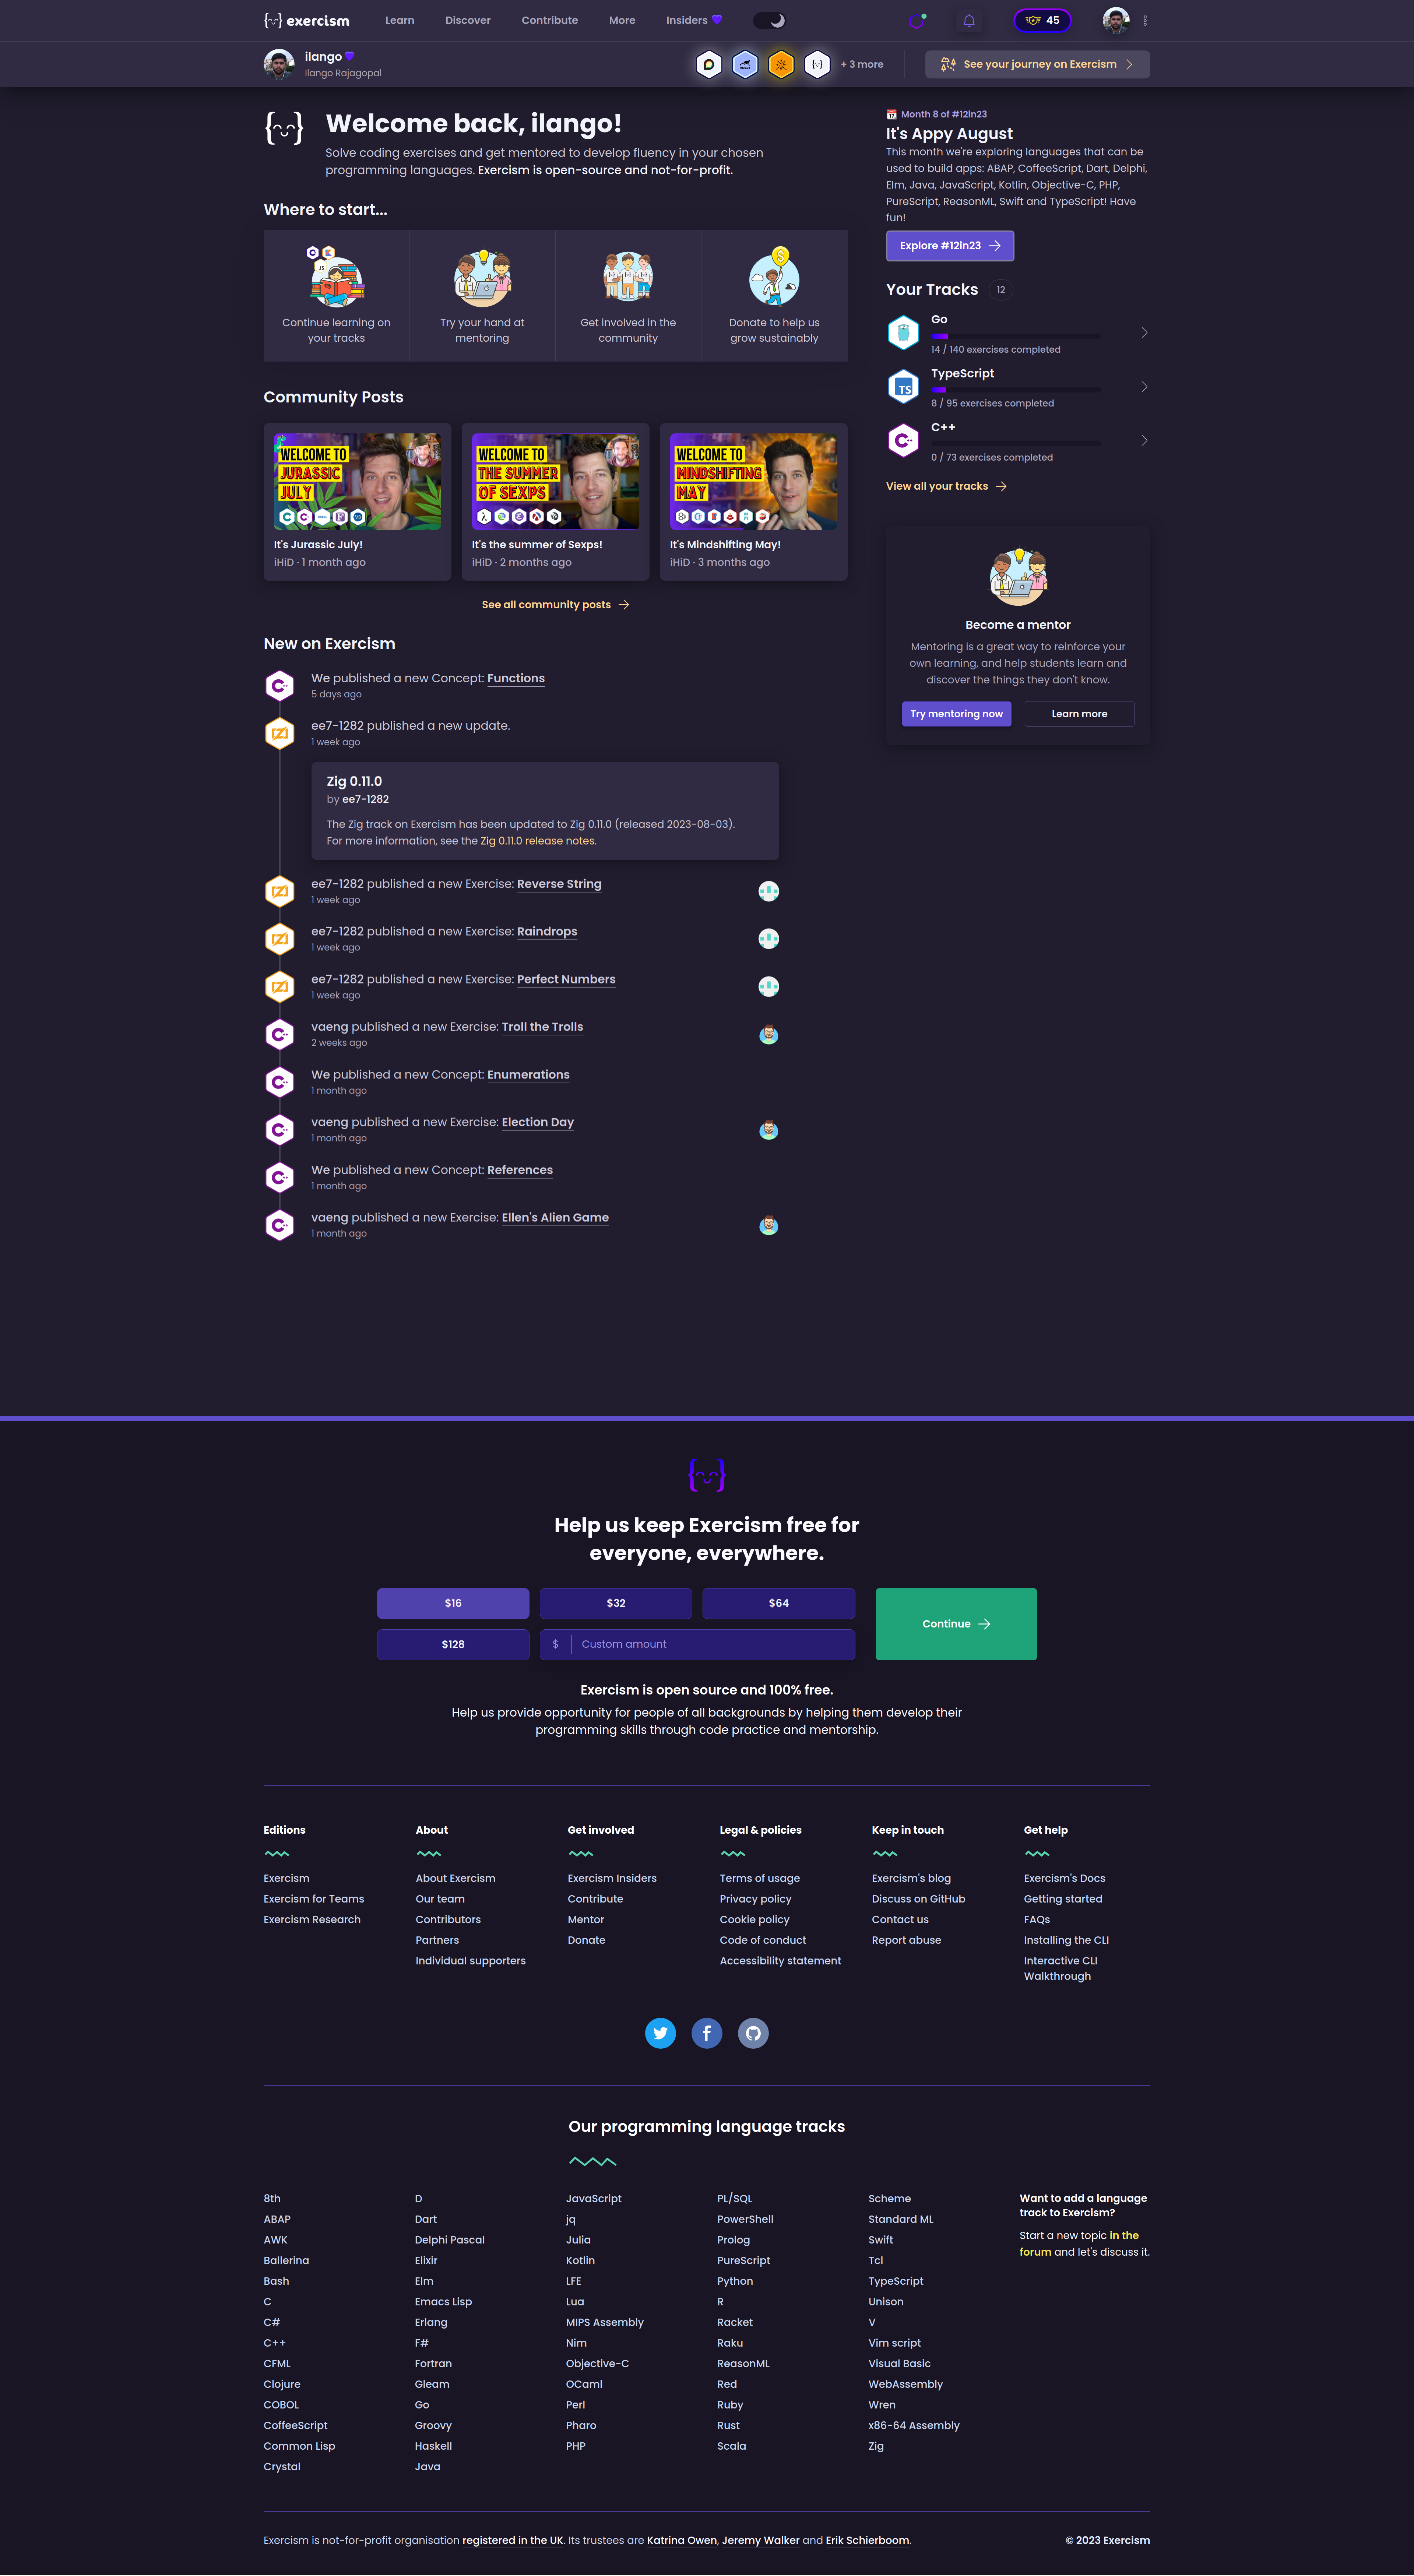 exercism
Learn
Discover
Contribute
More
Insiders
45
ilango
Ilango Rajagopal
+ 3 more
See your journey on Exercism
Welcome back, ilango!
Solve coding exercises and get mentored to develop fluency in your chosen
programming languages. Exercism is open-source and not-for-profit.
Where to start...
Continue learning on
your tracks
Try your hand at
mentoring
Get involved in the
community
Donate to help us
grow sustainably
Community Posts
WELCOME TO
JURASSIC
JULY
It's Jurassic July!
iHiD · 1 month ago
WELCOME TO
THE SUMMER
OF SEXPS
It's the summer of Sexps!
iHiD · 2 months ago
WELCOME TO
MINDSHIFTING
MAY
It's Mindshifting May!
iHiD · 3 months ago
See all community posts
New on Exercism
We published a new Concept: Functions
5 days ago
ee7-1282 published a new update.
1 week ago
Zig 0.11.0
by ee7-1282
The Zig track on Exercism has been updated to Zig 0.11.0 (released 2023-08-03).
For more information, see the Zig 0.11.0 release notes.
ee7-1282 published a new Exercise: Reverse String
1 week ago
ee7-1282 published a new Exercise: Raindrops
1 week ago
ee7-1282 published a new Exercise: Perfect Numbers
1 week ago
vaeng published a new Exercise: Troll the Trolls
2 weeks ago
We published a new Concept: Enumerations
1 month ago
vaeng published a new Exercise: Election Day
1 month ago
We published a new Concept: References
1 month ago
vaeng published a new Exercise: Ellen's Alien Game
1 month ago
Month 8 of #12in23
It's Appy August
This month we're exploring languages that can be
used to build apps: ABAP, CoffeeScript, Dart, Delphi,
Elm, Java, JavaScript, Kotlin, Objective-C, PHP,
PureScript, ReasonML, Swift and TypeScript! Have
fun!
Explore #12in23
Your Tracks 12
Go
14 / 140 exercises completed
TS
TypeScript
8 / 95 exercises completed
C++
0 / 73 exercises completed
View all your tracks
Become a mentor
Mentoring is a great way to reinforce your
own learning, and help students learn and
discover the things they don't know.
Try mentoring now
Learn more
Help us keep Exercism free for
everyone, everywhere.
$16
$32
$64
$128
$ Custom amount
Continue
Exercism is open source and 100% free.
Help us provide opportunity for people of all backgrounds by helping them develop their
programming skills through code practice and mentorship.
Editions
Exercism
Exercism for Teams
Exercism Research
About
About Exercism
Our team
Contributors
Partners
Individual supporters
Get involved
Exercism Insiders
Contribute
Mentor
Donate
Legal & policies
Terms of usage
Privacy policy
Cookie policy
Code of conduct
Accessibility statement
Keep in touch
Exercism's blog
Discuss on GitHub
Contact us
Report abuse
Get help
Exercism's Docs
Getting started
FAQs
Installing the CLI
Interactive CLI
Walkthrough
Our programming language tracks
8th
ABAP
AWK
Ballerina
Bash
C
C#
C++
CFML
Clojure
COBOL
CoffeeScript
Common Lisp
Crystal
D
Dart
Delphi Pascal
Elixir
Elm
Emacs Lisp
Erlang
F#
Fortran
Gleam
Go
Groovy
Haskell
Java
JavaScript
jq
Julia
Kotlin
LFE
Lua
MIPS Assembly
Nim
Objective-C
OCaml
Perl
Pharo
PHP
PL/SQL
PowerShell
Prolog
PureScript
Python
R
Racket
Raku
ReasonML
Red
Ruby
Rust
Scala
Scheme
Standard ML
Swift
Tcl
TypeScript
Unison
V
Vim script
Visual Basic
WebAssembly
Wren
x86-64 Assembly
Zig
Want to add a language
track to Exercism?
Start a new topic in the
forum and let's discuss it.
Exercism is not-for-profit organisation registered in the UK. Its trustees are Katrina Owen, Jeremy Walker and Erik Schierboom.
© 2023 Exercism